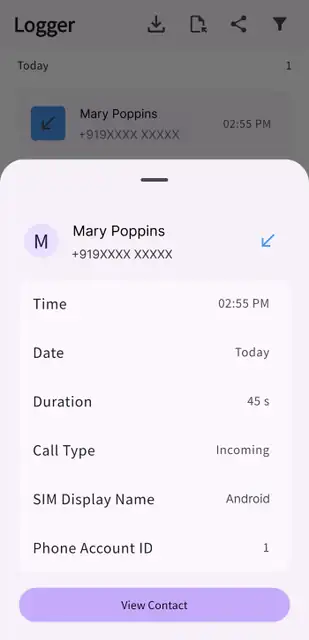 Logger
Today 1
Mary Poppins
+919XXXX XXXXX 02:55 PM
M Mary Poppins
+919XXXX XXXXX
Time 02:55 PM
Date Today
Duration 45 s
Call Type Incoming
SIM Display Name Android
Phone Account ID 1
View Contact